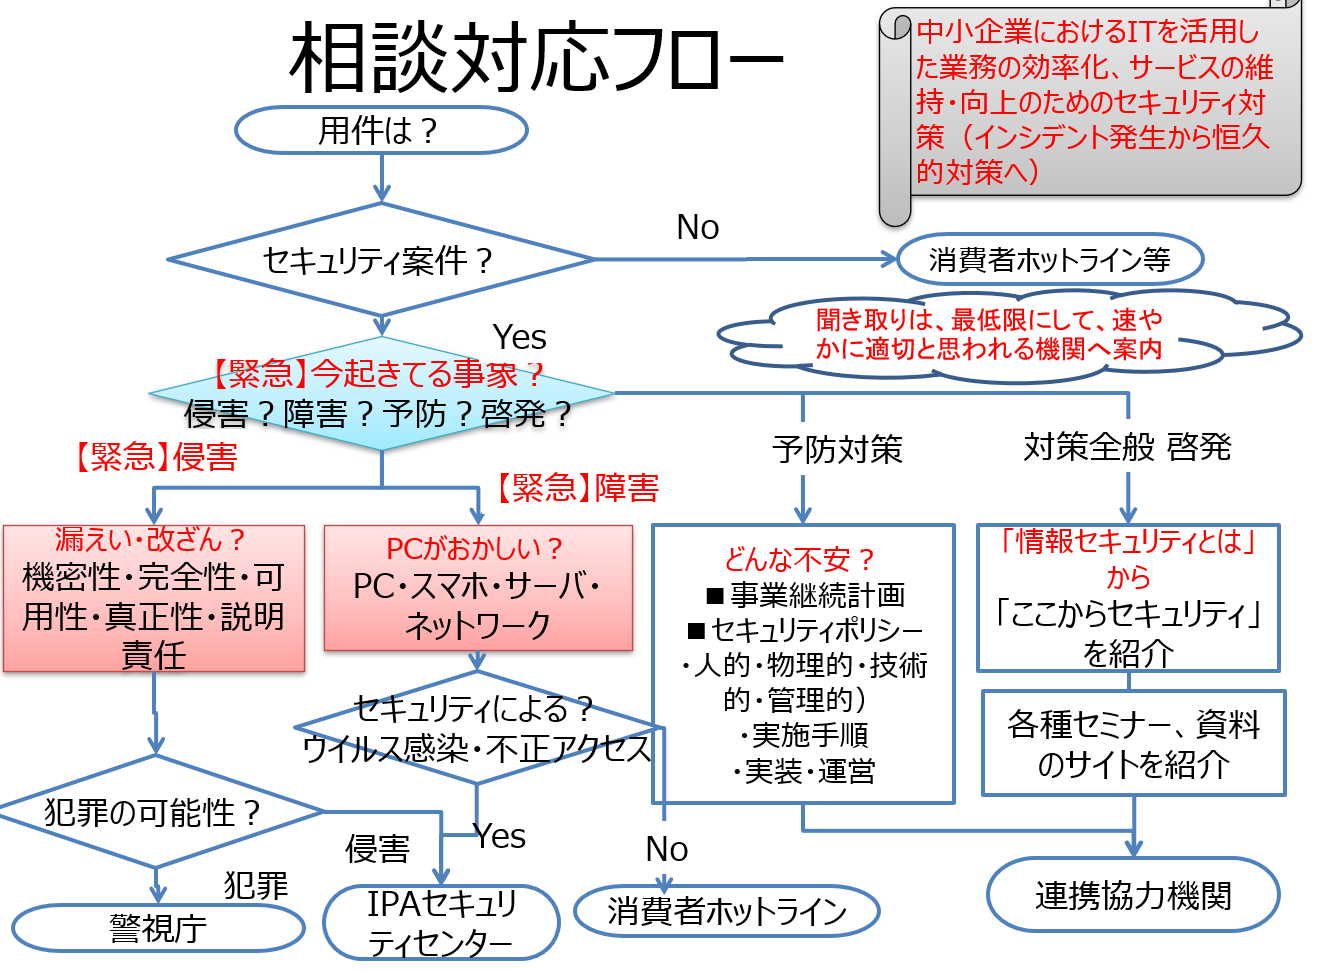 相談対応フロー
中小企業におけるITを活用し
た業務の効率化、サービスの維
持・向上のためのセキュリティ対
策（インシデント発生から恒久
的対策へ）
用件は？
セキュリティ案件？
No
消費者ホットライン等
Yes
聞き取りは、最低限にして、速や
かに適切と思われる機関へ案内
【緊急】今起きてる事象？
侵害？障害？予防？啓発？
【緊急】侵害
【緊急】障害
予防対策
対策全般 啓発
漏えい・改ざん？
機密性・完全性・可
用性・真正性・説明
責任
PCがおかしい？
PC・スマホ・サーバ・
ネットワーク
どんな不安？
■事業継続計画
■セキュリティポリシー
・人的・物理的・技術
的・管理的）
・実施手順
・実装・運営
「情報セキュリティとは」
から
「ここからセキュリティ」
を紹介
セキュリティによる？
ウイルス感染・不正アクセス
各種セミナー、資料
のサイトを紹介
犯罪の可能性？
侵害
Yes
No
犯罪
警視庁
IPAセキュリ
ティセンター
消費者ホットライン
連携協力機関